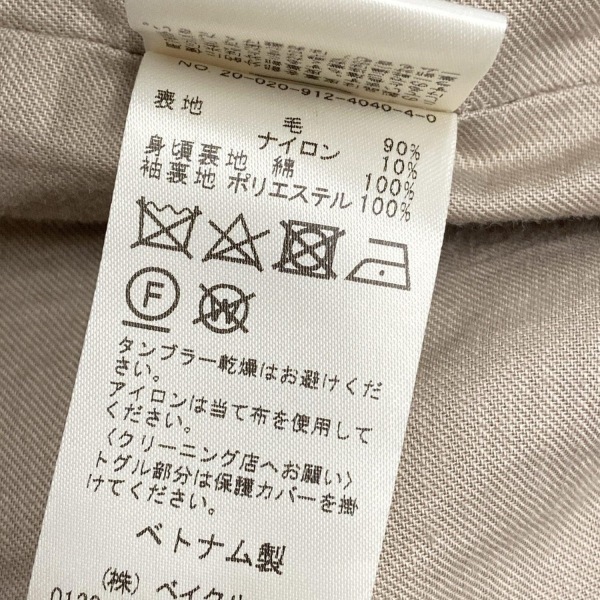 NO. 20-020-912-4040-4-0
表地 毛 90%
ナイロン 10%
身頃裏地 綿 100%
袖裏地 ポリエステル 100%
F
W
タンブラー乾燥はお避けくだ
さい。
アイロンは当て布を使用して
ください。
〈クリーニング店へお願い〉
トグル部分は保護カバーを掛
けてください。
ベトナム製
(株) ベイクル